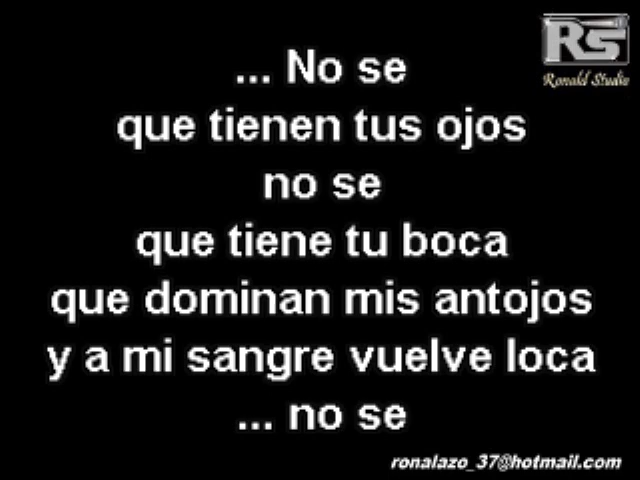 RS
Ronald Studio
... No se
que tienen tus ojos
no se
que tiene tu boca
que dominan mis antojos
y a mi sangre vuelve loca
... no se
ronalazo_37@hotmail.com